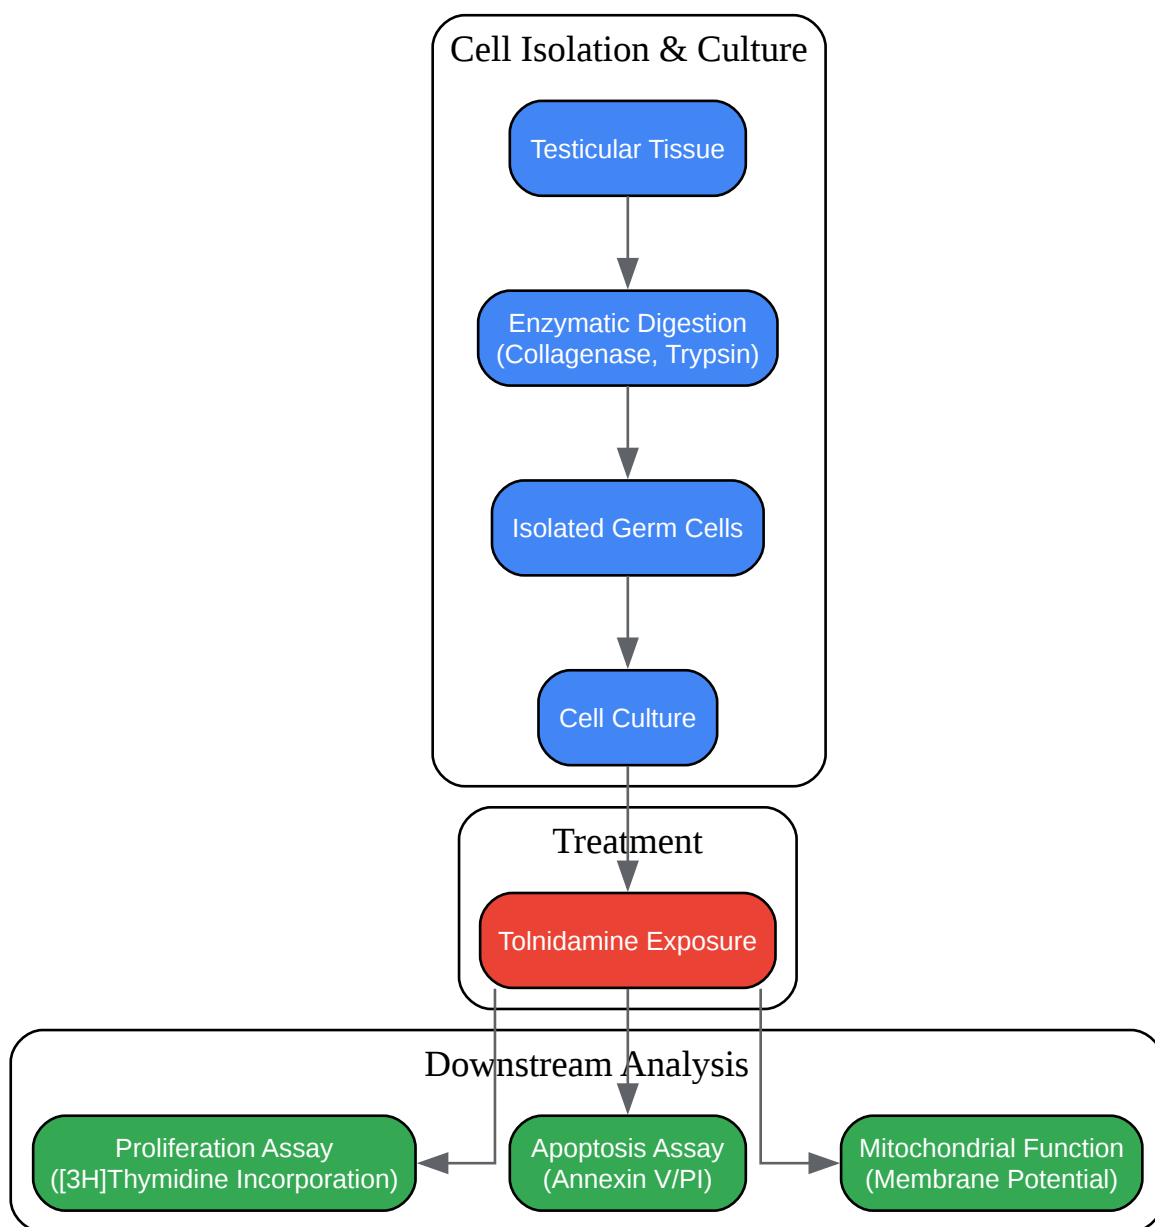 Cell Isolation & Culture
Testicular Tissue
Enzymatic Digestion
(Collagenase, Trypsin)
Isolated Germ Cells
Cell Culture
Treatment
Tolnidamine Exposure
Downstream Analysis
Proliferation Assay
([3H]Thymidine Incorporation)
Apoptosis Assay
(Annexin V/PI)
Mitochondrial Function
(Membrane Potential)